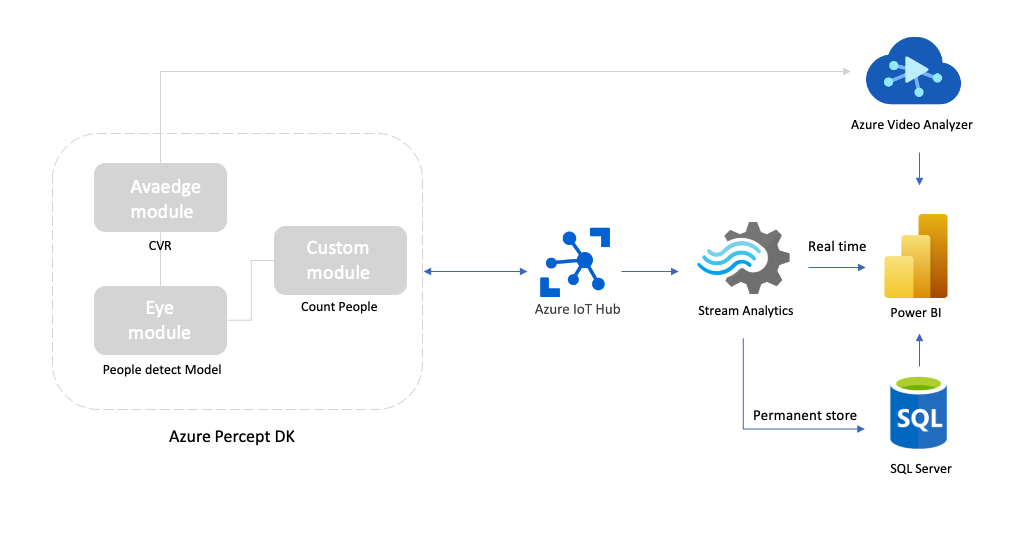 Azure Video Analyzer
Avaedge
module
CVR
Custom
module
Count People
Eye
module
People detect Model
Azure Percept DK
Azure IoT Hub
Stream Analytics
Real time
Power BI
Permanent store
SQL
SQL Server